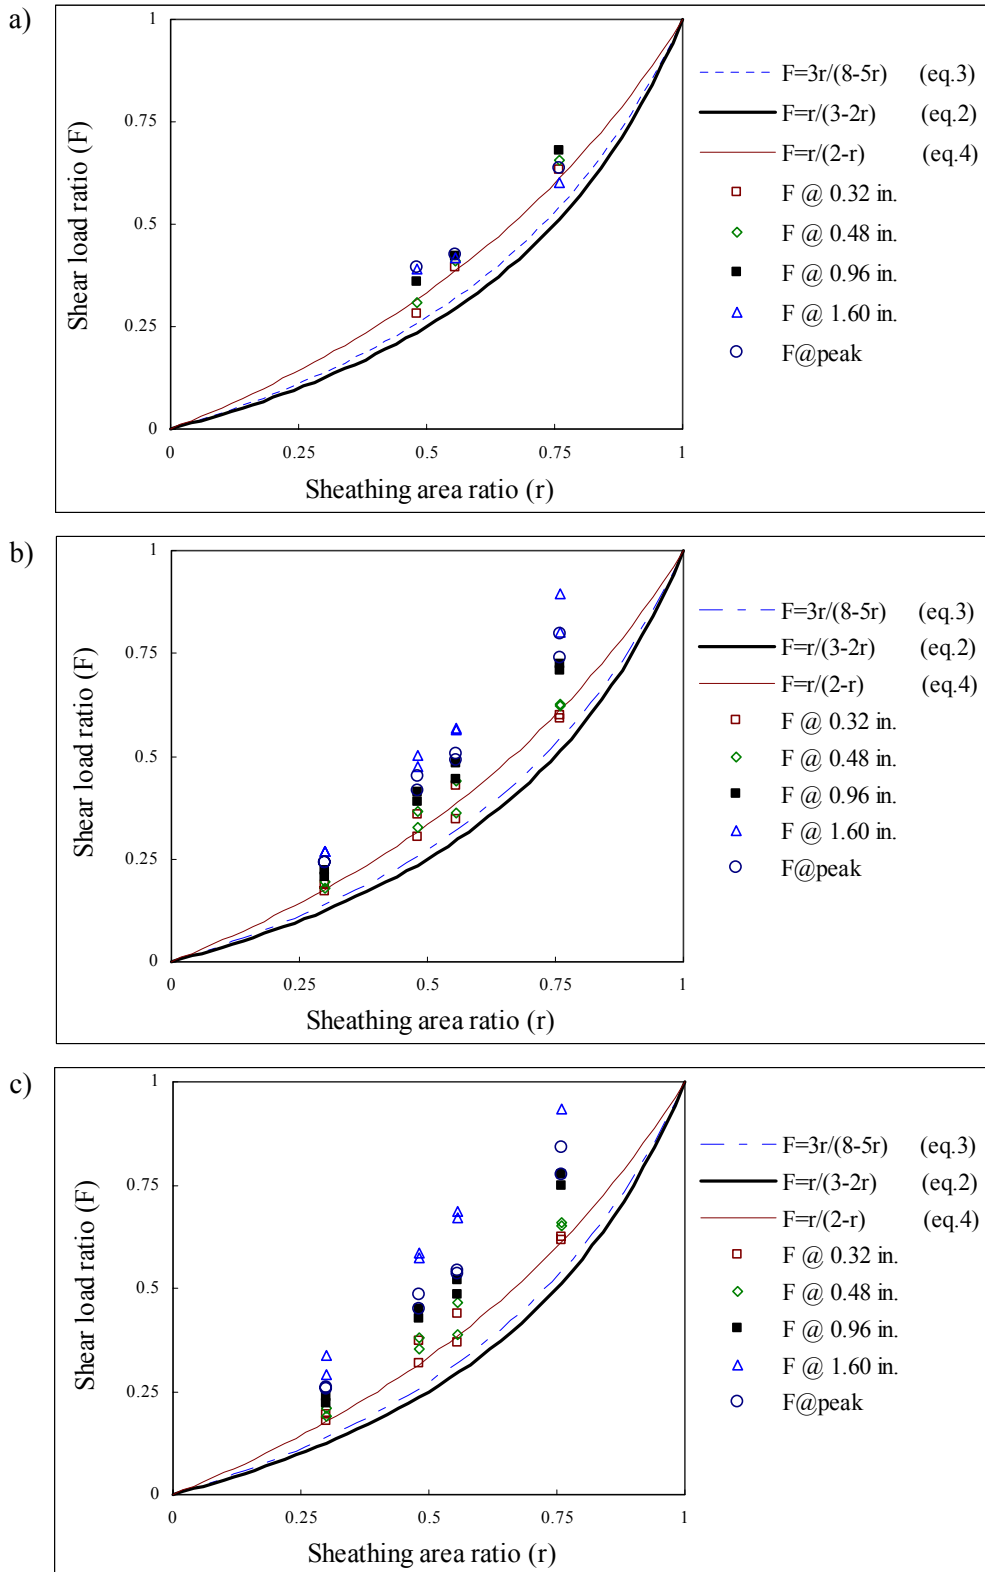 a)
1
0.75
0.5
0.25
0
0 0.25 0.5 0.75 1
Shear load ratio (F)
Sheathing area ratio (r)
F=3r/(8-5r) (eq.3)
F=r/(3-2r) (eq.2)
F=r/(2-r) (eq.4)
F @ 0.32 in.
F @ 0.48 in.
F @ 0.96 in.
F @ 1.60 in.
F@peak
b)
1
0.75
0.5
0.25
0
0 0.25 0.5 0.75 1
Shear load ratio (F)
Sheathing area ratio (r)
F=3r/(8-5r) (eq.3)
F=r/(3-2r) (eq.2)
F=r/(2-r) (eq.4)
F @ 0.32 in.
F @ 0.48 in.
F @ 0.96 in.
F @ 1.60 in.
F@peak
c)
1
0.75
0.5
0.25
0
0 0.25 0.5 0.75 1
Shear load ratio (F)
Sheathing area ratio (r)
F=3r/(8-5r) (eq.3)
F=r/(3-2r) (eq.2)
F=r/(2-r) (eq.4)
F @ 0.32 in.
F @ 0.48 in.
F @ 0.96 in.
F @ 1.60 in.
F@peak